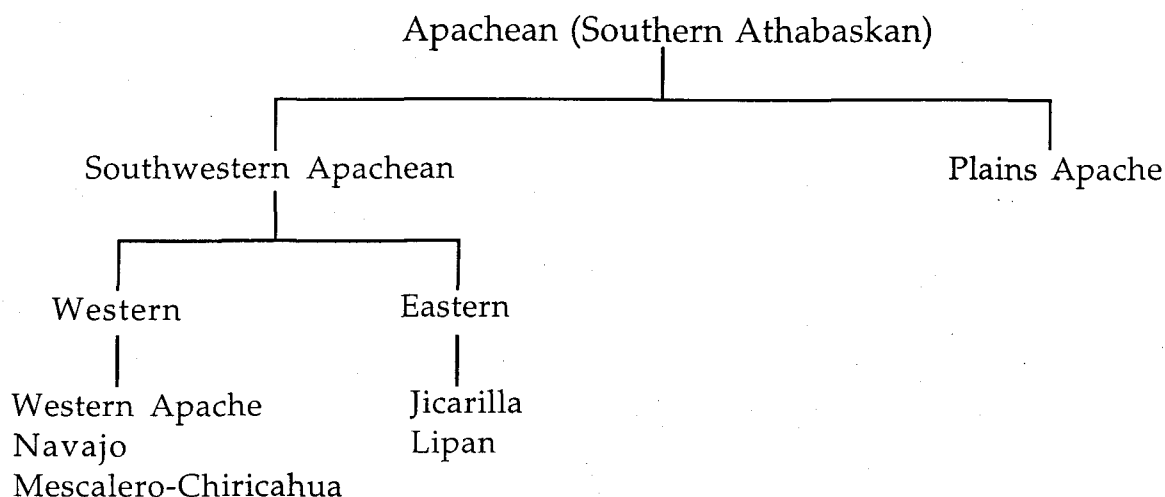 Apachean (Southern Athabaskan)
Southwestern Apachean
Plains Apache
Western
Eastern
Western Apache
Navajo
Mescalero-Chiricahua
Jicarilla
Lipan